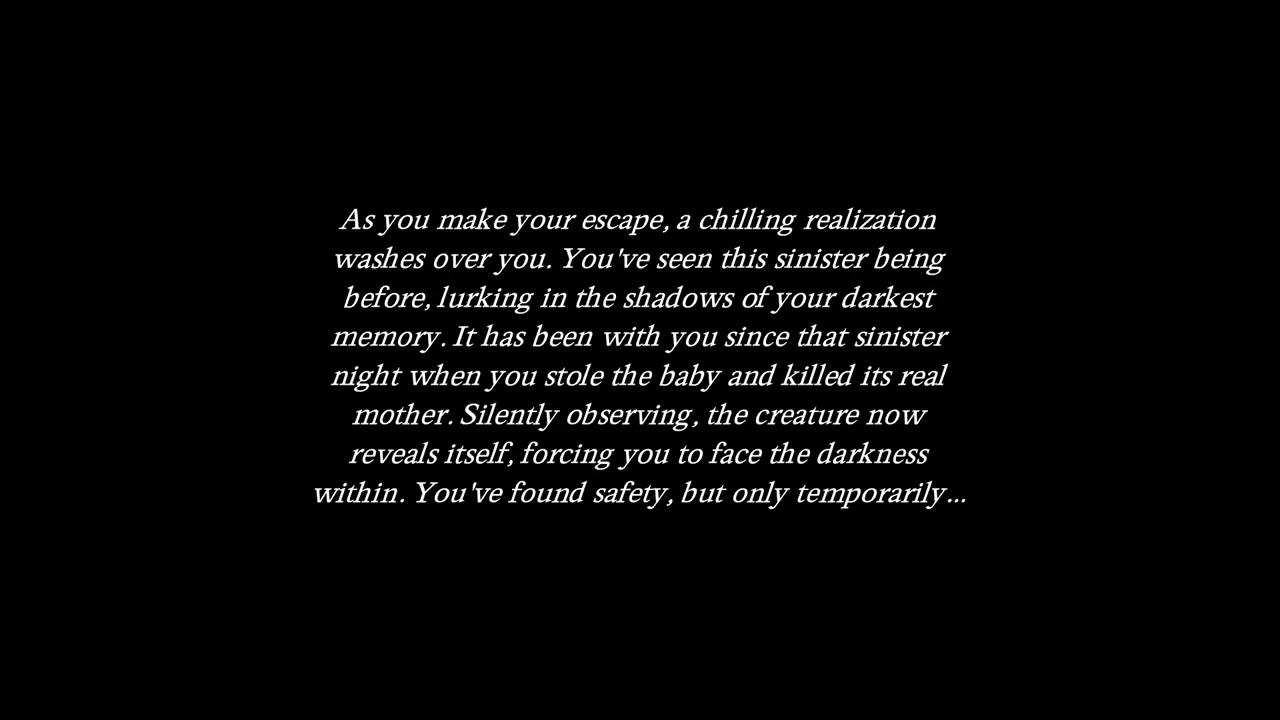 As you make your escape, a chilling realization
washes over you. You've seen this sinister being
before, lurking in the shadows of your darkest
memory. It has been with you since that sinister
night when you stole the baby and killed its real
mother. Silently observing, the creature now
reveals itself, forcing you to face the darkness
within. You've found safety, but only temporarily...